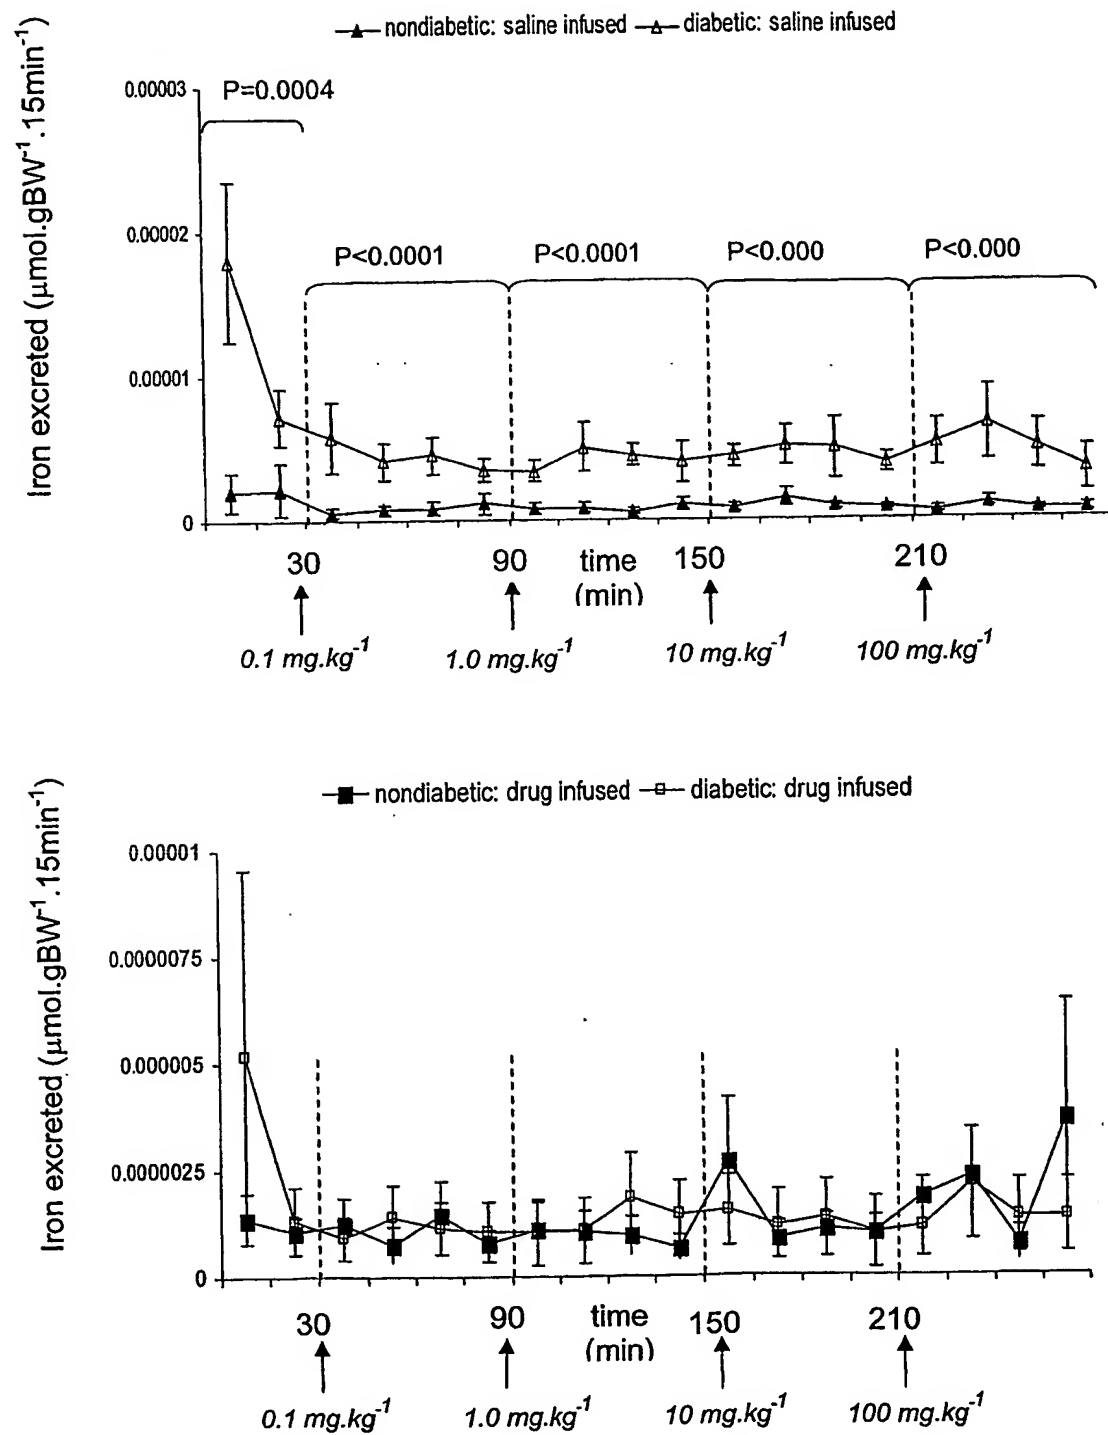 nondiabetic: saline infused diabetic: saline infused
Iron excreted (µmol.gBW⁻¹.15min⁻¹)
0.00003
P=0.0004
0.00002
P<0.0001 P<0.0001 P<0.000 P<0.000
0.00001
0
30 90 time 150 210
(min)
0.1 mg.kg⁻¹ 1.0 mg.kg⁻¹ 10 mg.kg⁻¹ 100 mg.kg⁻¹
nondiabetic: drug infused diabetic: drug infused
Iron excreted (µmol.gBW⁻¹.15min⁻¹)
0.00001
0.0000075
0.000005
0.0000025
0
30 90 time 150 210
(min)
0.1 mg.kg⁻¹ 1.0 mg.kg⁻¹ 10 mg.kg⁻¹ 100 mg.kg⁻¹